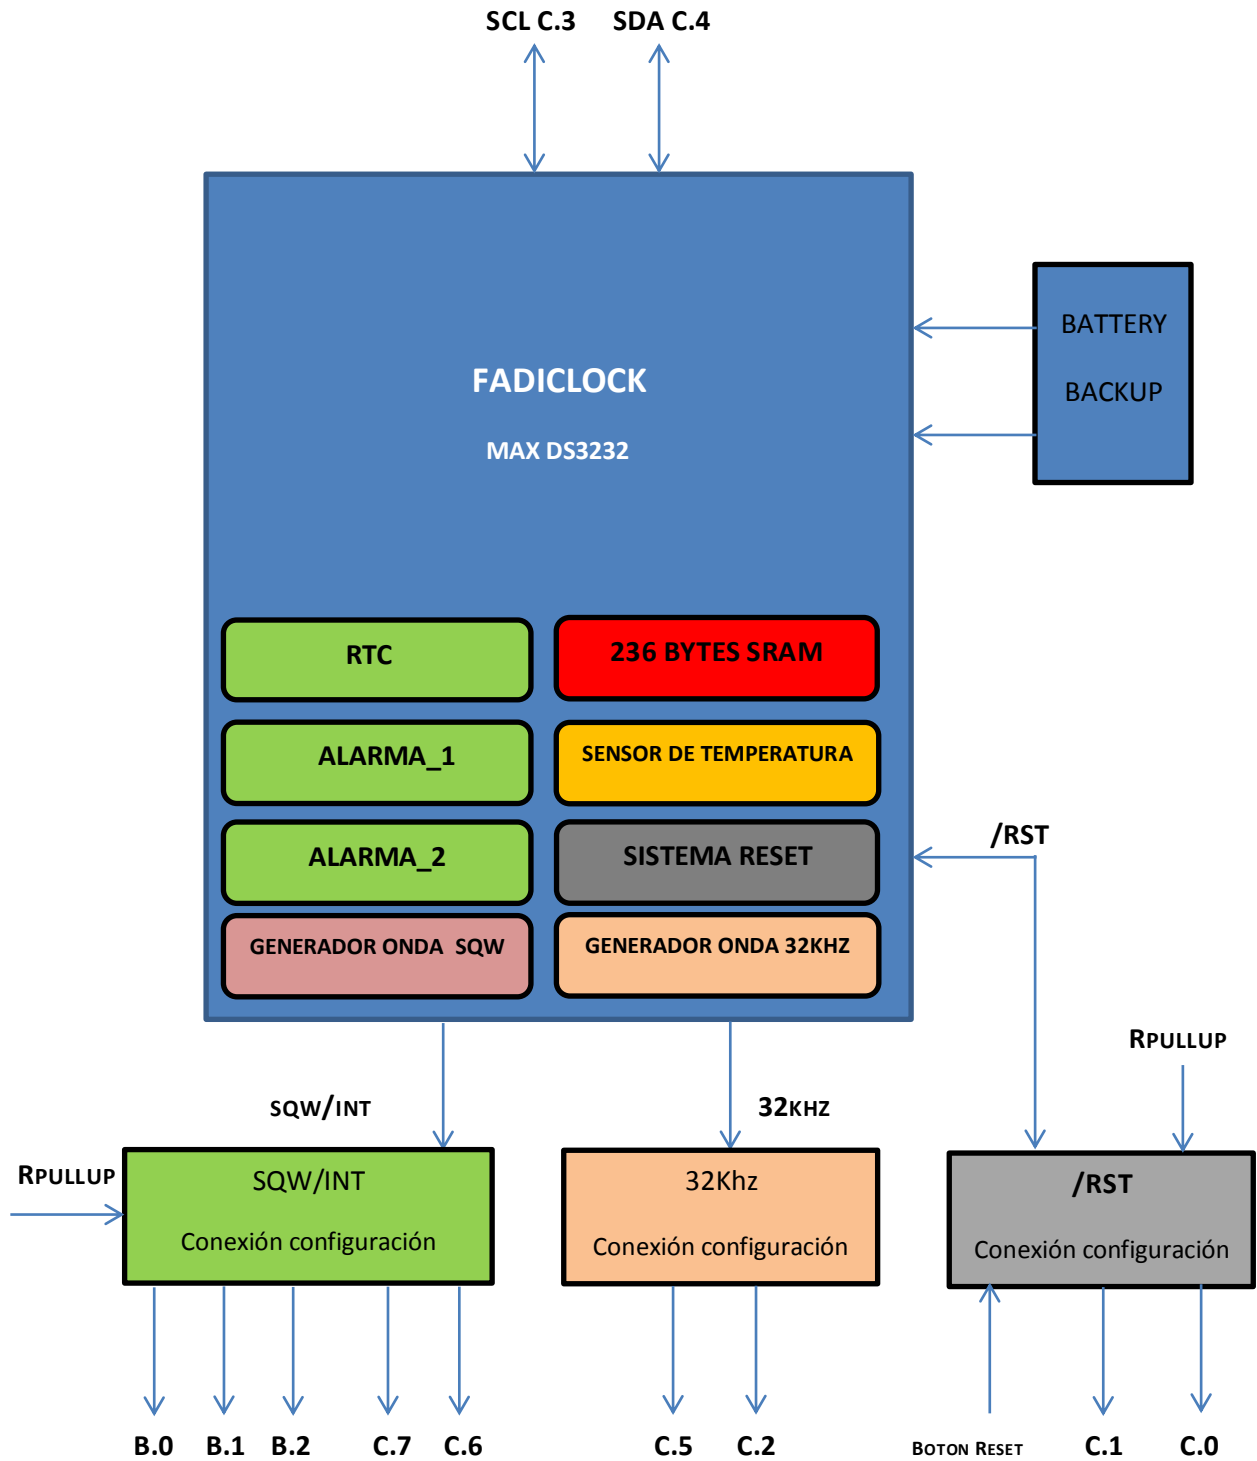 SCL C.3 SDA C.4
BATTERY
BACKUP
FADICLOCK
MAX DS3232
RTC
236 BYTES SRAM
ALARMA_1
SENSOR DE TEMPERATURA
ALARMA_2
SISTEMA RESET
/RST
GENERADOR ONDA SQW
GENERADOR ONDA 32KHZ
RPULLUP
SQW/INT
32KHZ
RPULLUP
SQW/INT
Conexión configuración
32Khz
Conexión configuración
/RST
Conexión configuración
B.0 B.1 B.2 C.7 C.6 C.5 C.2 BOTON RESET C.1 C.0